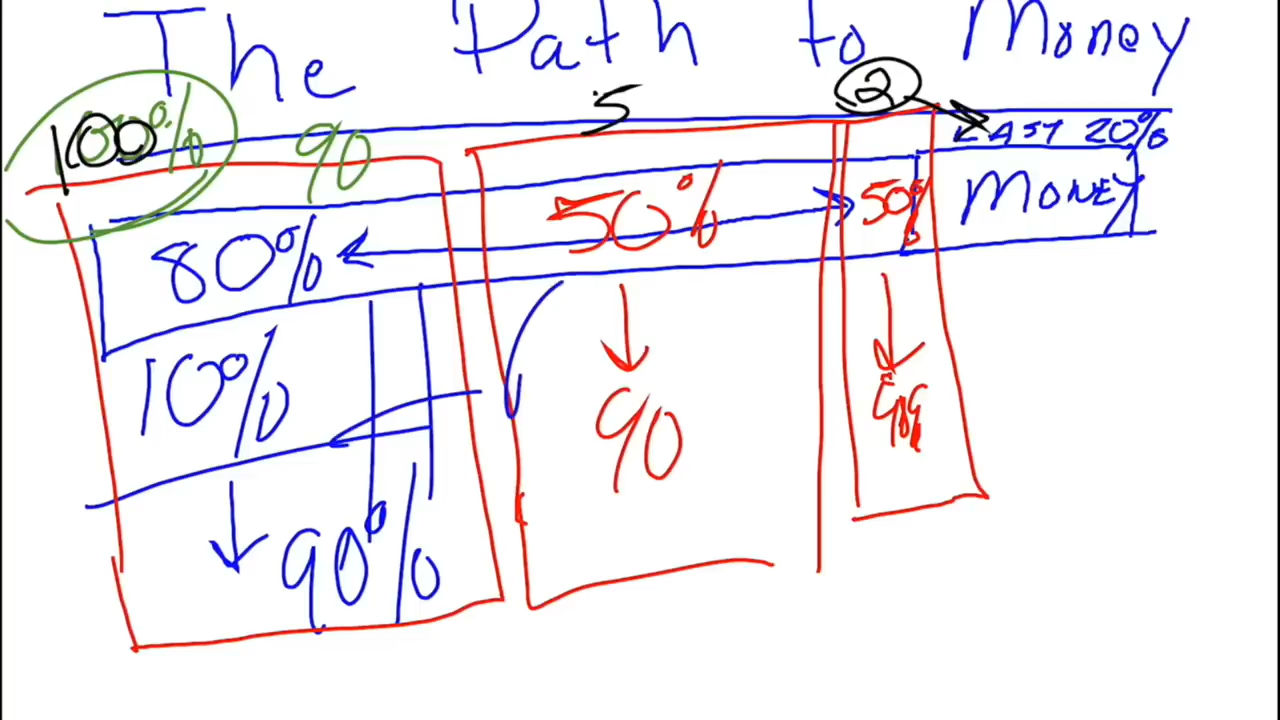 The Path to Money
100% 90 5 2
LAST 20%
80% 50% 50% MONEY
10%
90
90%